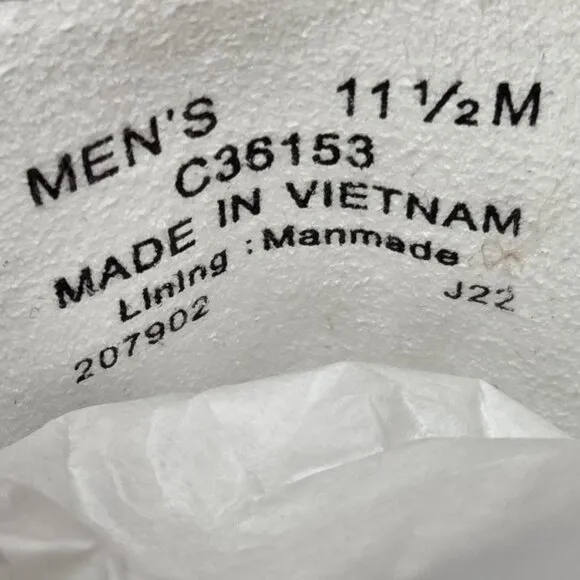 MEN'S 11 ½ M
C36153
MADE IN VIETNAM
Lining : Manmade
207902 J22